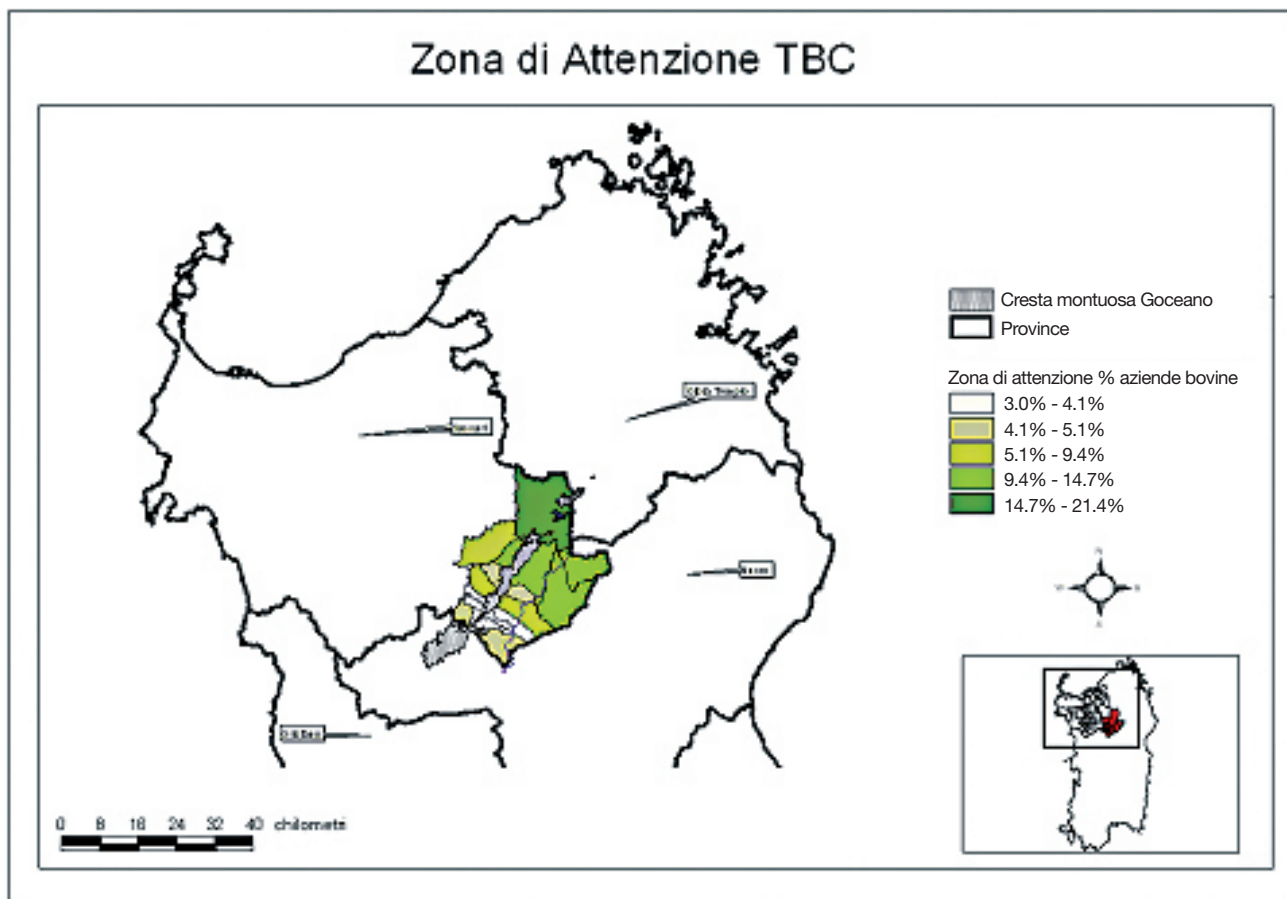 Zona di Attenzione TBC
Cresta montuosa Goceano
Province
Zona di attenzione % aziende bovine
3.0% - 4.1%
4.1% - 5.1%
5.1% - 9.4%
9.4% - 14.7%
14.7% - 21.4%
0 8 16 24 32 40 chilometri